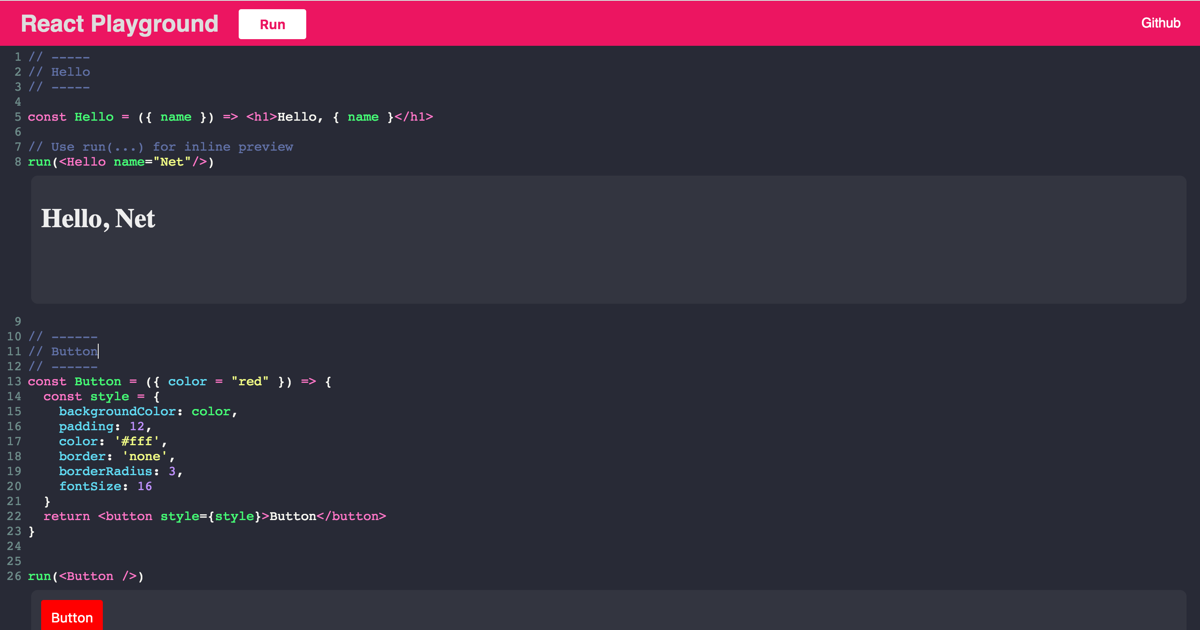 React Playground Run Github
1 // -----
2 // Hello
3 // -----
4
5 const Hello = ({ name }) => <h1>Hello, { name }</h1>
6
7 // Use run(...) for inline preview
8 run(<Hello name="Net"/>)
Hello, Net
9
10 // ------
11 // Button
12 // ------
13 const Button = ({ color = "red" }) => {
14   const style = {
15     backgroundColor: color,
16     padding: 12,
17     color: '#fff',
18     border: 'none',
19     borderRadius: 3,
20     fontSize: 16
21   }
22   return <button style={style}>Button</button>
23 }
24
25
26 run(<Button />)
Button